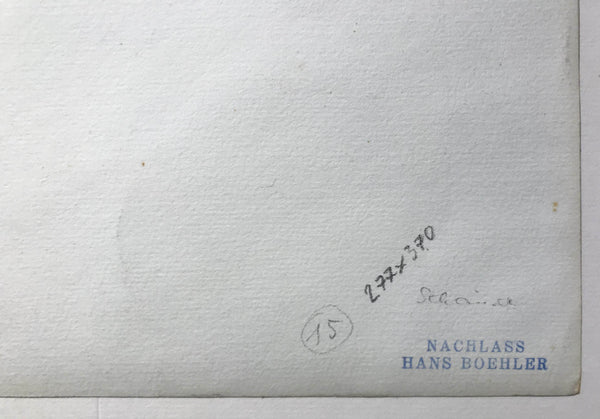 277x370
15
NACHLASS
HANS BOEHLER